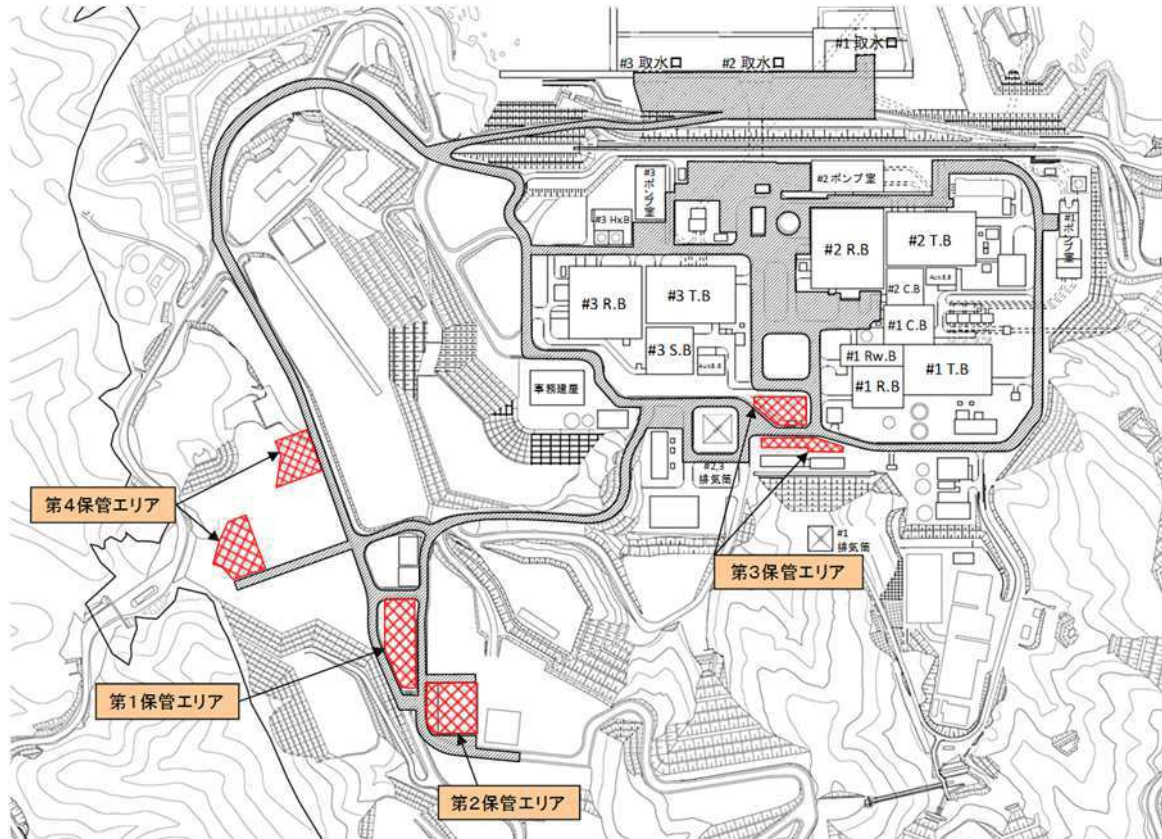 #1 取水口
#3 取水口
#2 取水口
#3
ポンプ室
#2 ポンプ室
#1
ポンプ室
#3 Hx.B
#2 R.B
#2 T.B
#2 C.B
Aux.B.B
#3 R.B
#3 T.B
#1 C.B
#3 S.B
Aux.B.B
#1 Rw.B
#1 R.B
#1 T.B
事務建屋
#2,3
排気筒
#1
排気筒
第4保管エリア
第3保管エリア
第1保管エリア
第2保管エリア